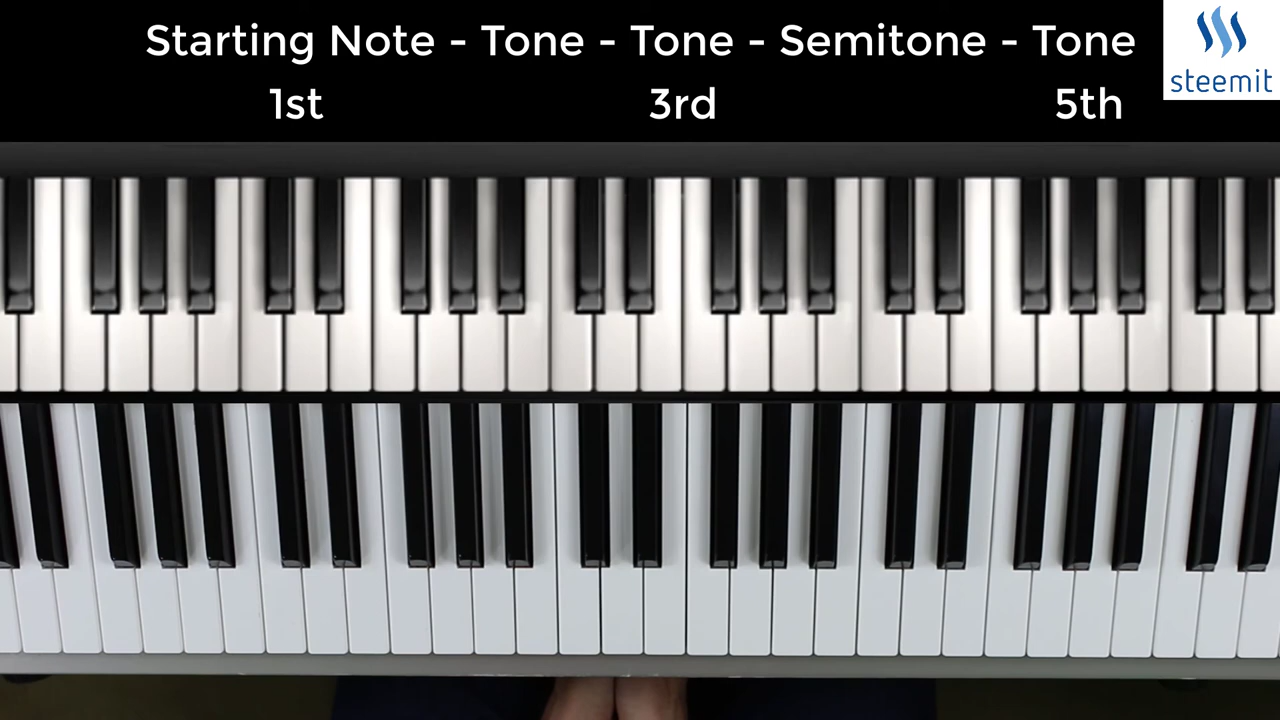 Starting Note - Tone - Tone - Semitone - Tone
1st 3rd 5th
steemit